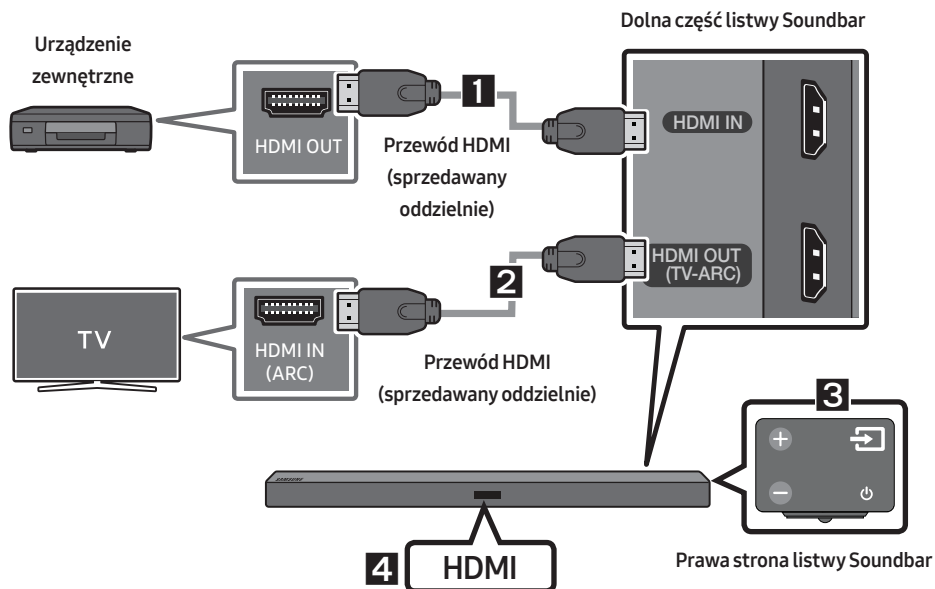 Dolna część listwy Soundbar
Urządzenie
zewnętrzne
HDMI OUT
1
Przewód HDMI
(sprzedawany
oddzielnie)
HDMI IN
HDMI OUT
(TV-ARC)
TV
HDMI IN
(ARC)
2
Przewód HDMI
(sprzedawany oddzielnie)
3
SAMSUNG
4
HDMI
Prawa strona listwy Soundbar